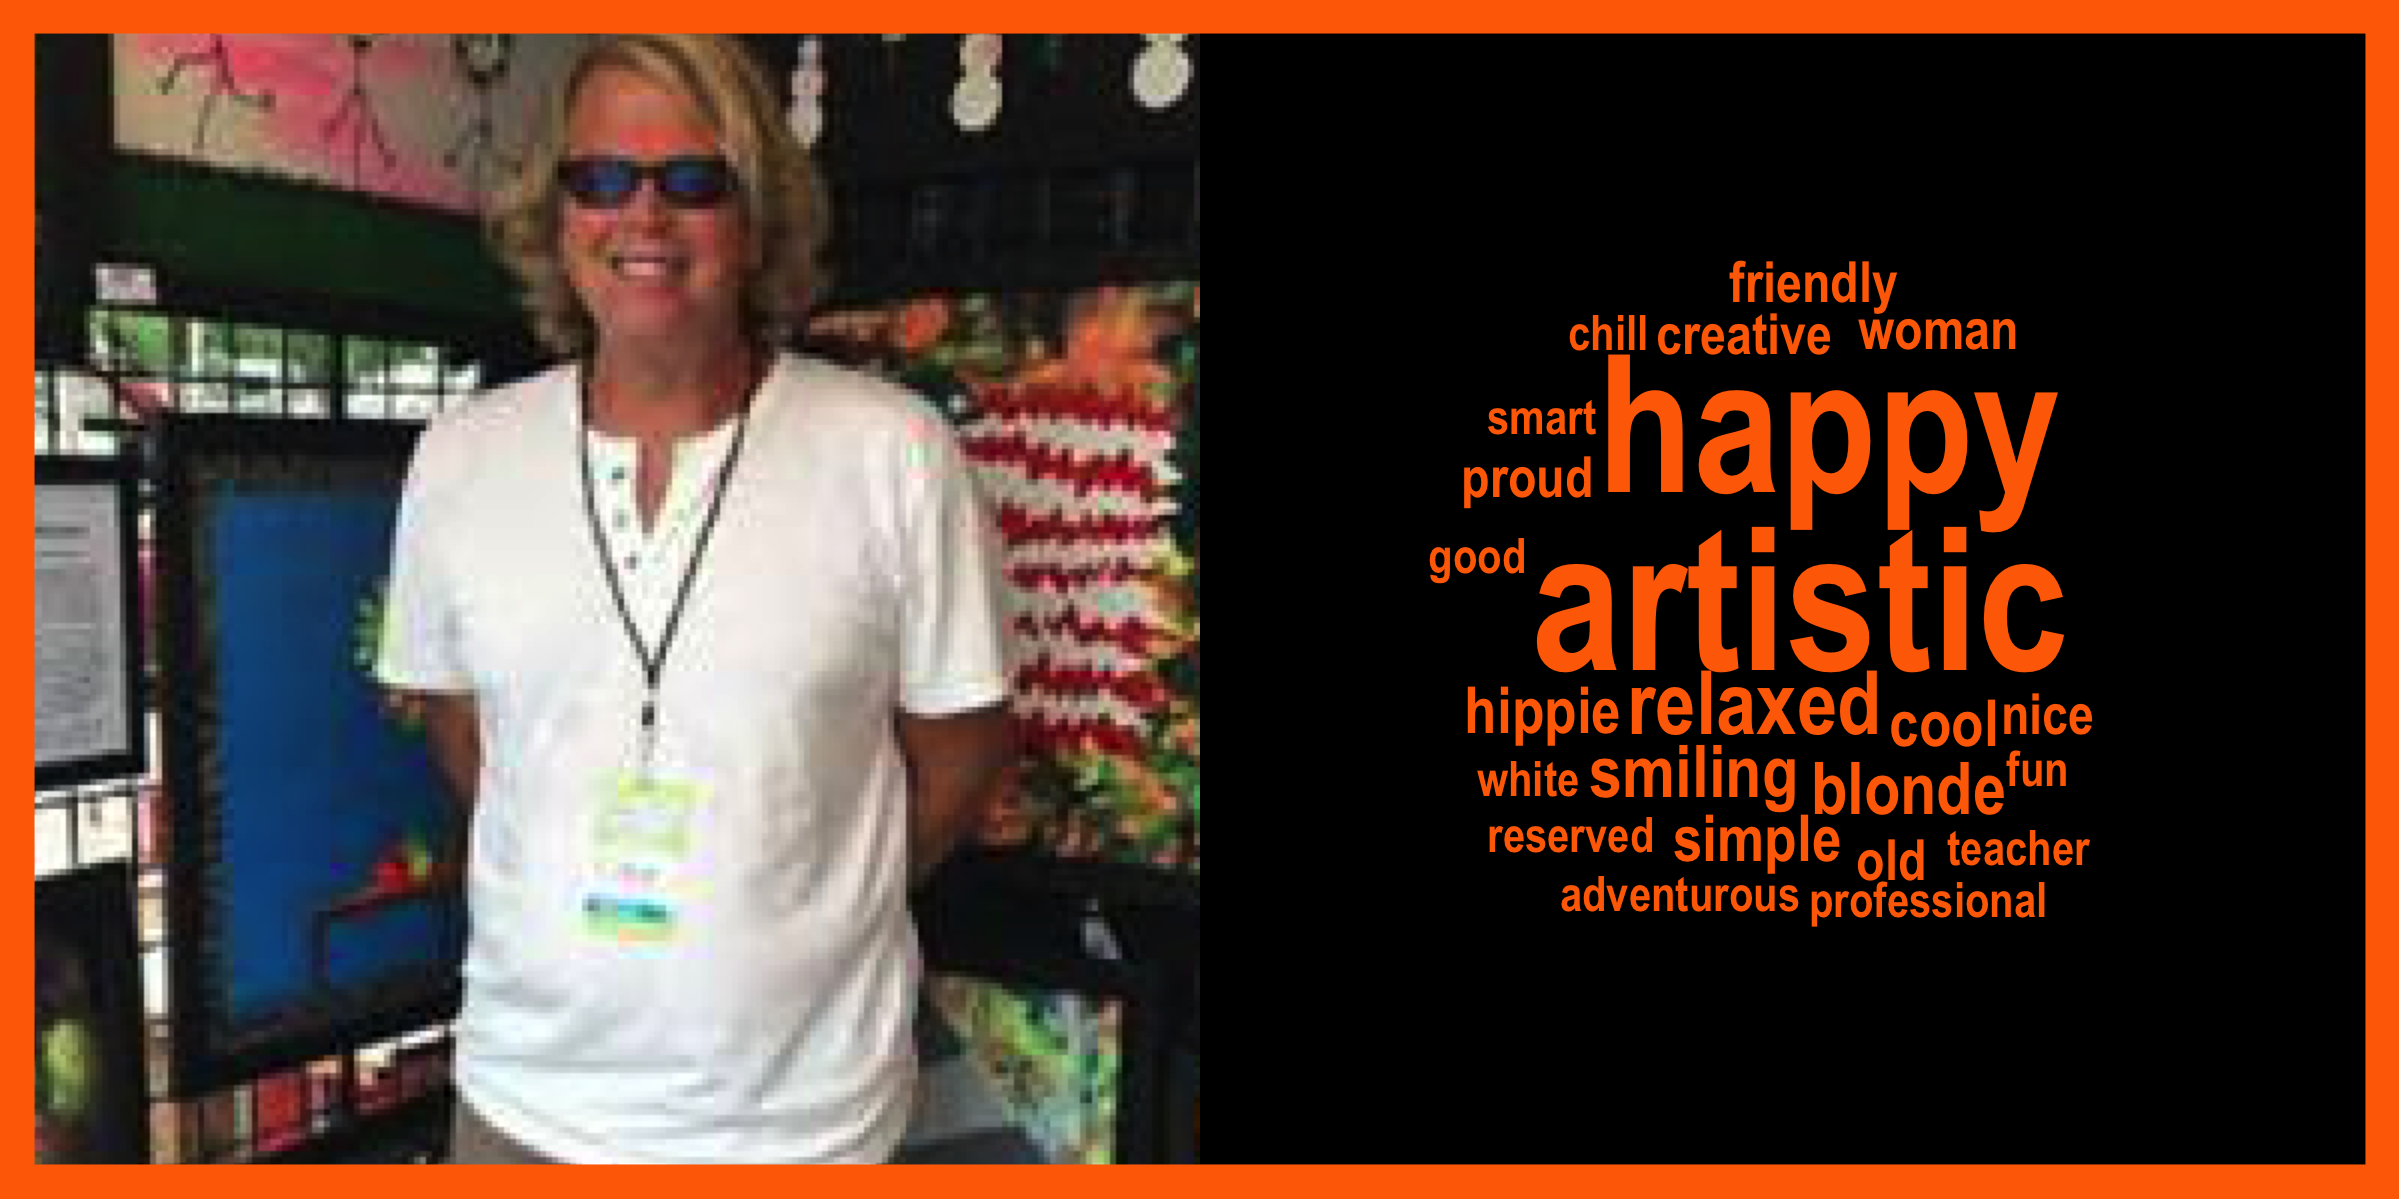 friendly
chill creative woman
happy
smart
proud
good
artistic
hippie relaxed cool nice
white smiling blonde fun
reserved simple old teacher
adventurous professional